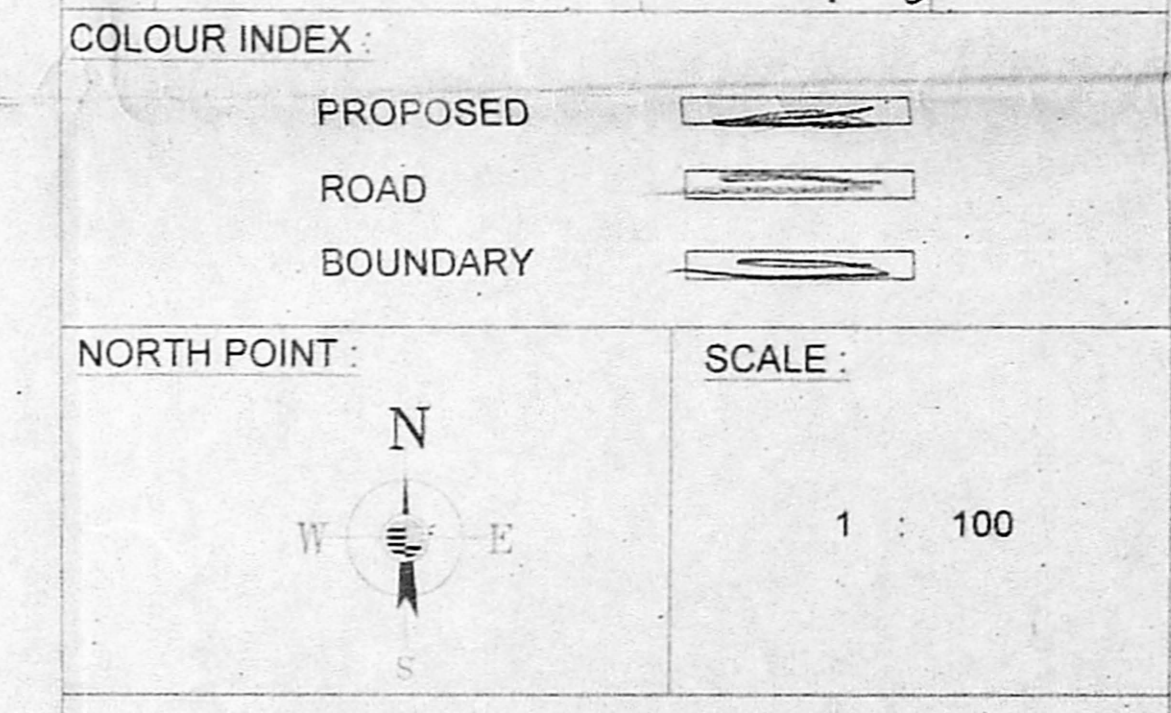 COLOUR INDEX :
PROPOSED
ROAD
BOUNDARY
NORTH POINT :
N
W E
S
SCALE :
1 : 100